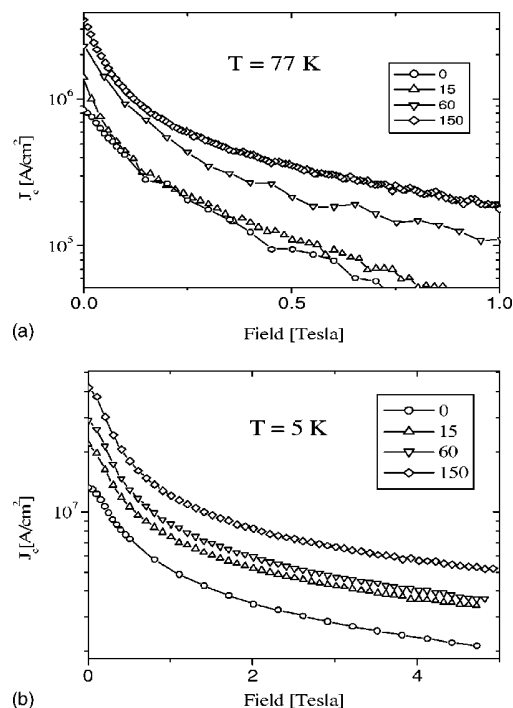 T = 77 K
0
15
60
150
10^6
10^5
J_c [A/cm^2]
0.0 0.5 1.0
Field [Tesla]
(a)
T = 5 K
0
15
60
150
10^7
J_c[A/cm^2]
0 2 4
Field [Tesla]
(b)